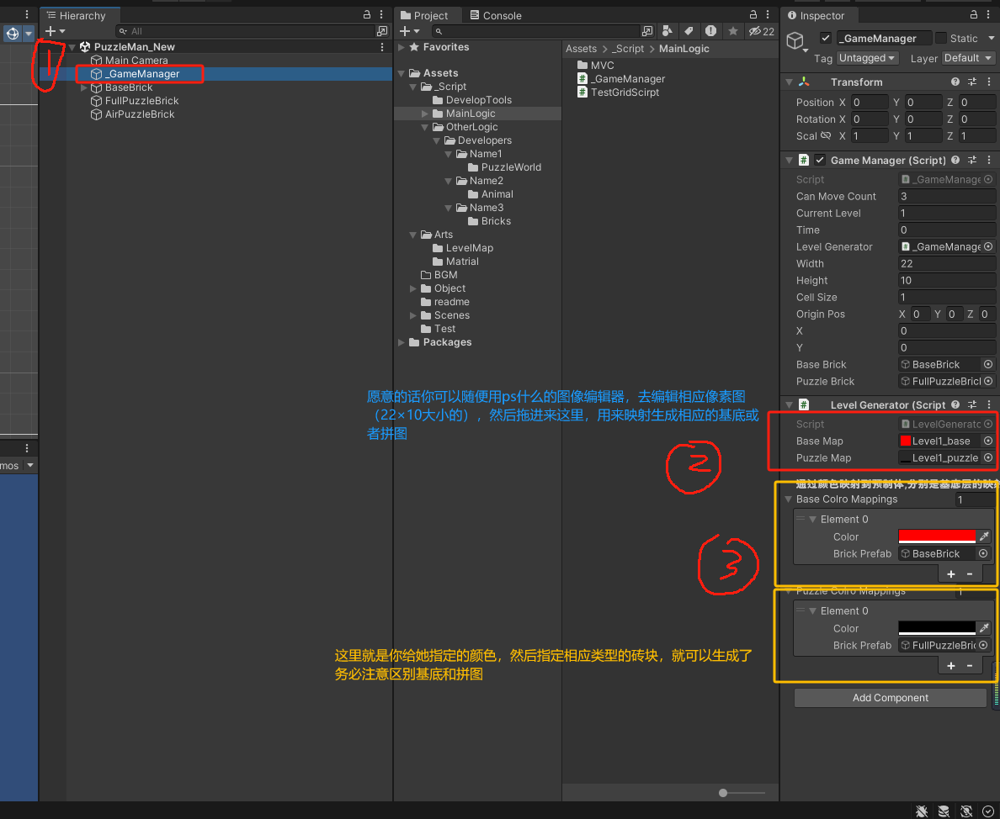 Hierarchy
All
PuzzleMan_New
Main Camera
_GameManager
BaseBrick
FullPuzzleBrick
AirPuzzleBrick
1
mos
Project
Console
22
Favorites
Assets
_Script
DevelopTools
MainLogic
OtherLogic
Developers
Name1
PuzzleWorld
Name2
Animal
Name3
Bricks
Arts
LevelMap
Matrial
BGM
Object
readme
Scenes
Test
Packages
Assets > _Script > MainLogic
MVC
_GameManager
TestGridScirpt
愿意的话你可以随便用ps什么的图像编辑器，去编辑相应像素图
（22×10大小的），然后拖进来这里，用来映射生成相应的基底或
者拼图
2
3
这里就是你给她指定的颜色，然后指定相应类型的砖块，就可以生成了
务必注意区别基底和拼图
Inspector
_GameManager Static
Tag Untagged Layer Default
Transform
Position X 0 Y 0 Z 0
Rotation X 0 Y 0 Z 0
Scal X 1 Y 1 Z 1
# Game Manager (Script)
Script _GameManage
Can Move Count 3
Current Level 1
Time 0
Level Generator _GameManage
Width 22
Height 10
Cell Size 1
Origin Pos X 0 Y 0 Z 0
X 0
Y 0
Base Brick BaseBrick
Puzzle Brick FullPuzzleBricl
# Level Generator (Script
Script LevelGenerato
Base Map Level1_base
Puzzle Map Level1_puzzle
通过颜色映射到预制体,分别是基底层的映射
Base Colro Mappings 1
Element 0
Color
Brick Prefab BaseBrick
+ -
Puzzle Colro Mappings 1
Element 0
Color
Brick Prefab FullPuzzleBric
+ -
Add Component